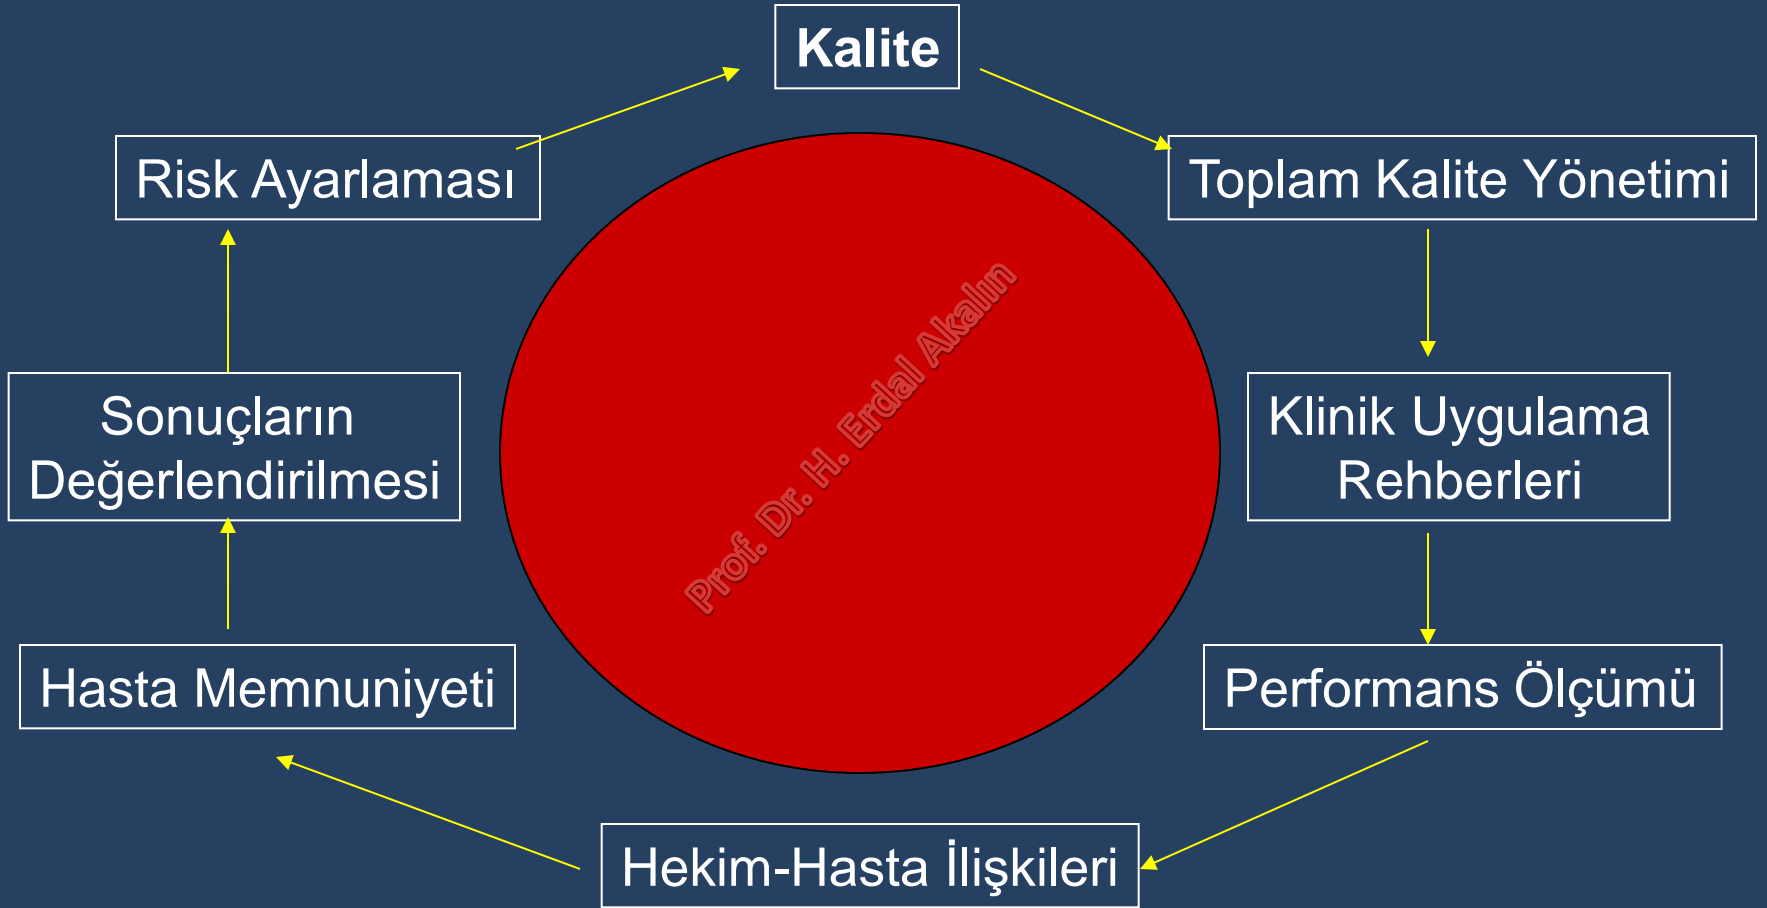 Kalite
Risk Ayarlaması
Toplam Kalite Yönetimi
Sonuçların
Değerlendirilmesi
Klinik Uygulama
Rehberleri
Prof. Dr. H. Erdal Akalın
Hasta Memnuniyeti
Performans Ölçümü
Hekim-Hasta İlişkileri